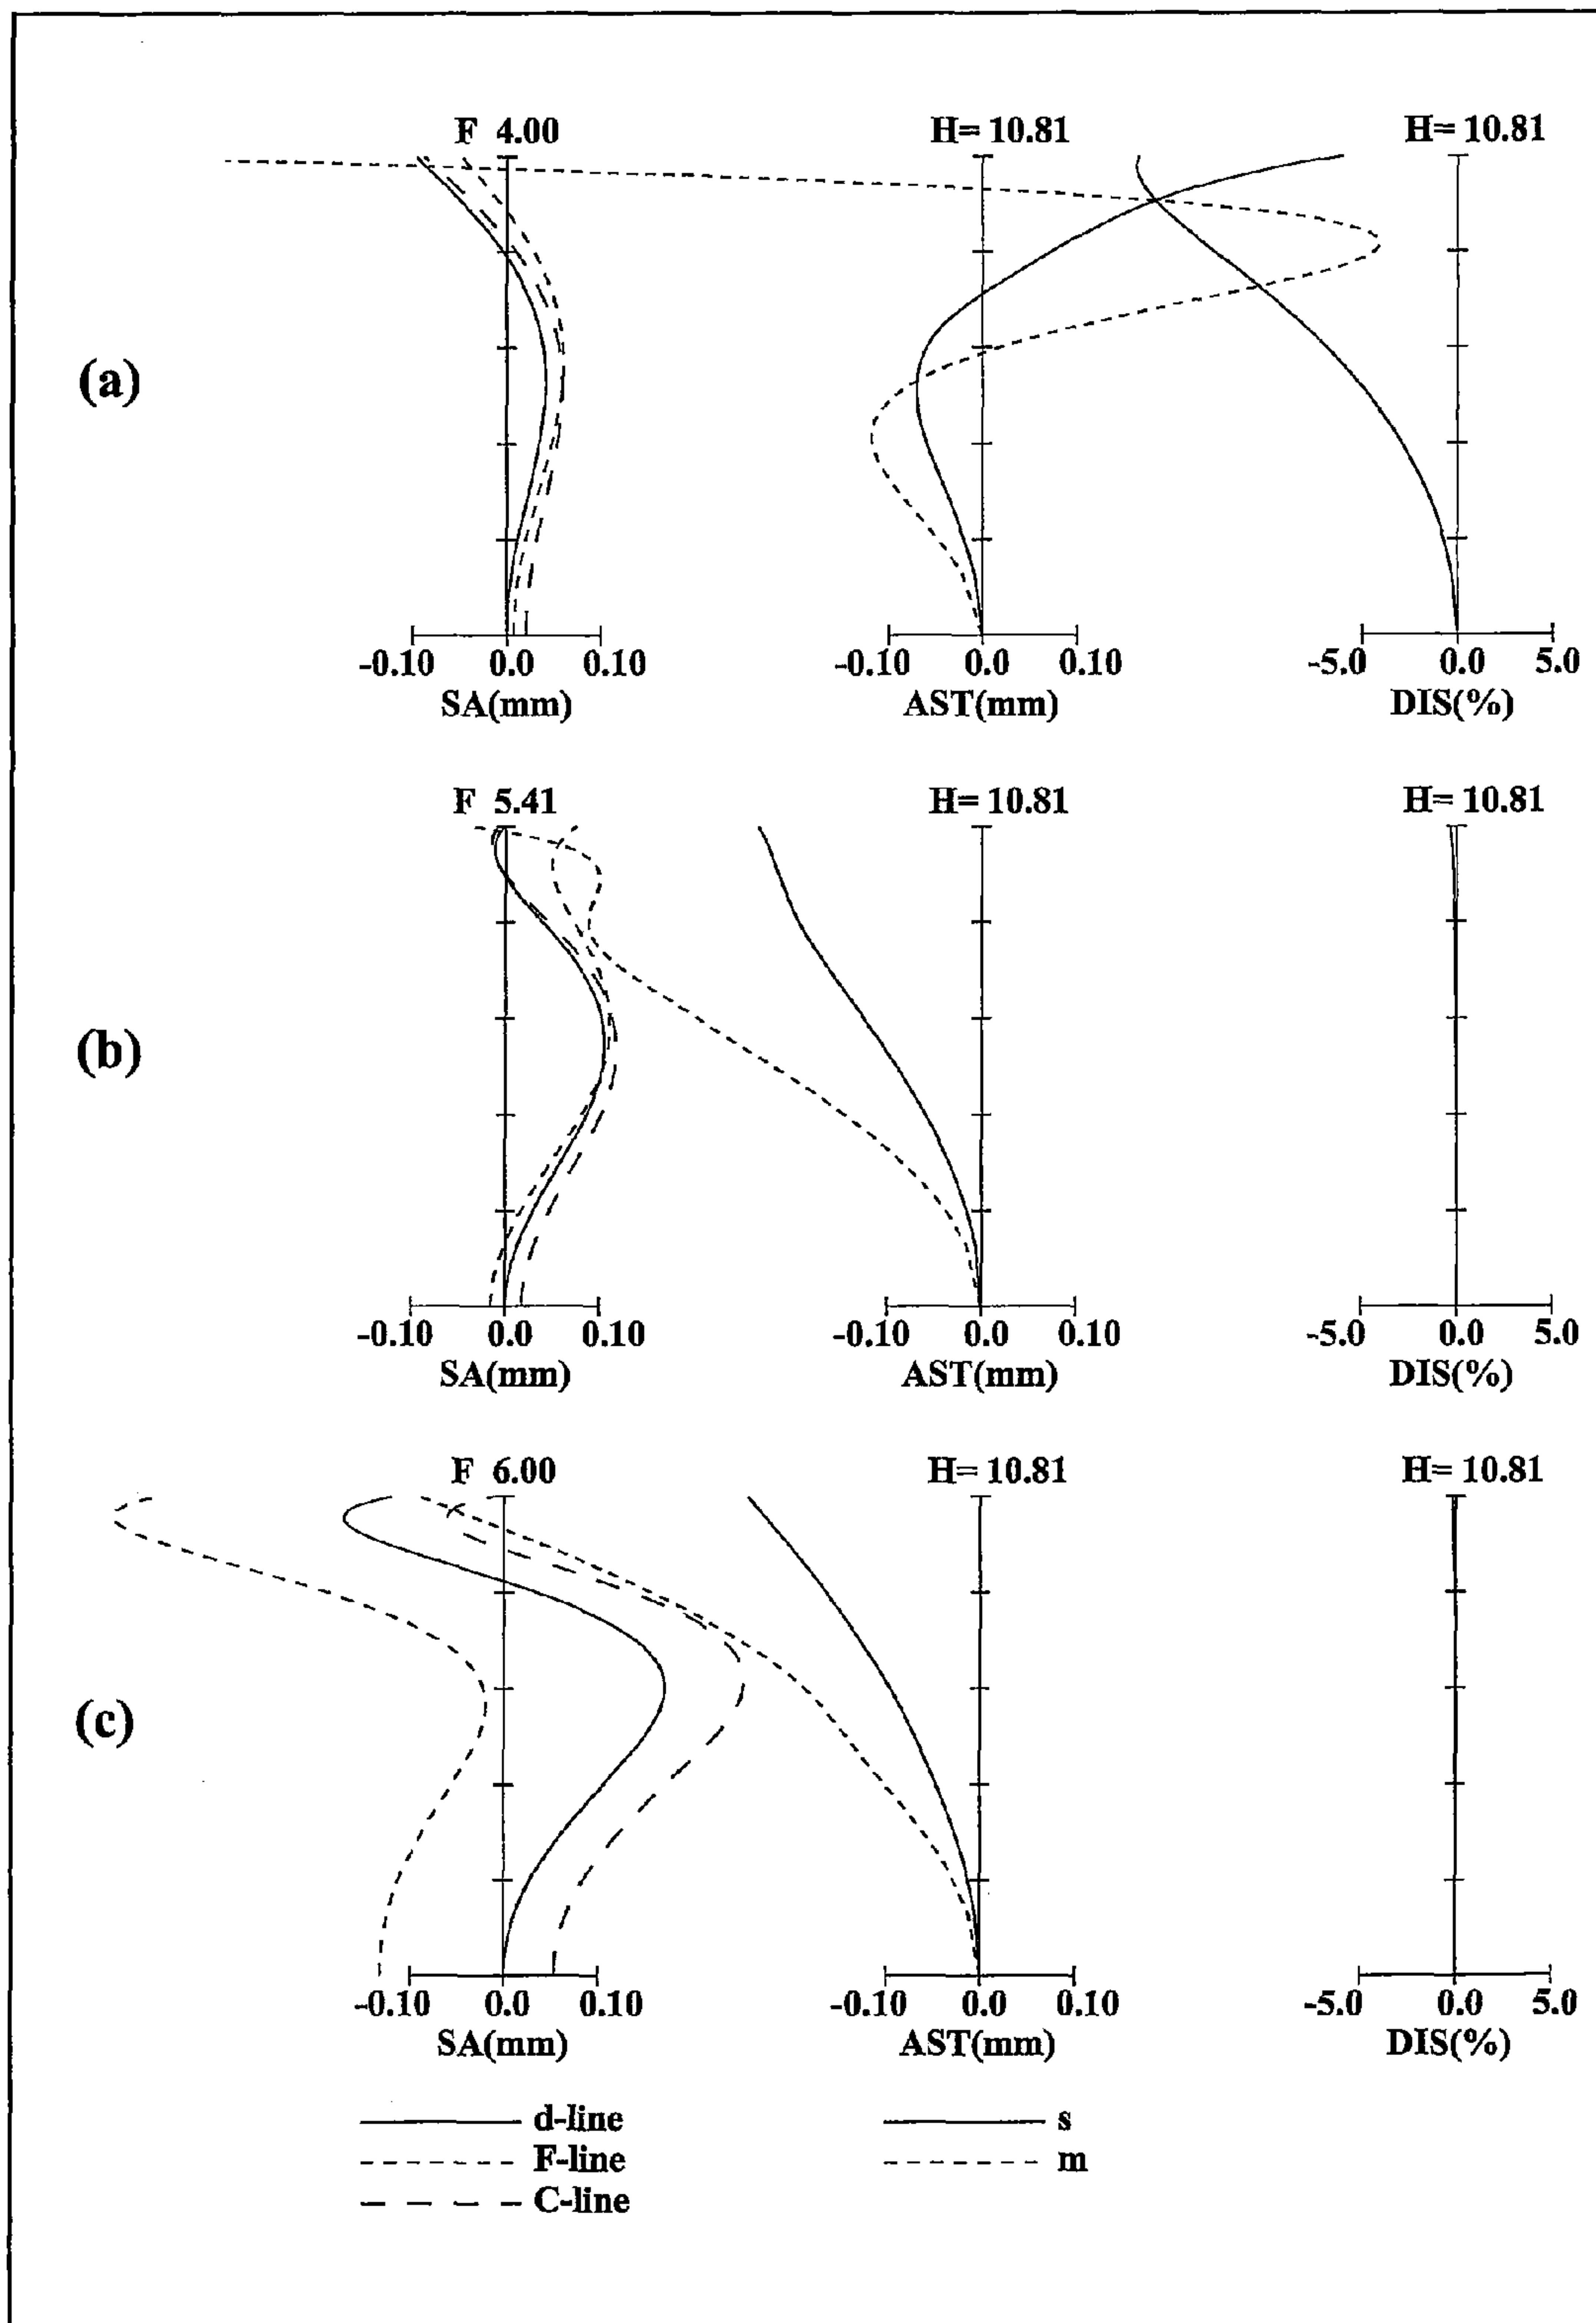 F 4.00 H= 10.81 H= 10.81
(a)
-0.10 0.0 0.10 -0.10 0.0 0.10 -5.0 0.0 5.0
SA(mm) AST(mm) DIS(%)
F 5.41 H= 10.81 H= 10.81
(b)
-0.10 0.0 0.10 -0.10 0.0 0.10 -5.0 0.0 5.0
SA(mm) AST(mm) DIS(%)
F 6.00 H= 10.81 H= 10.81
(c)
-0.10 0.0 0.10 -0.10 0.0 0.10 -5.0 0.0 5.0
SA(mm) AST(mm) DIS(%)
d-line s
F-line m
C-line